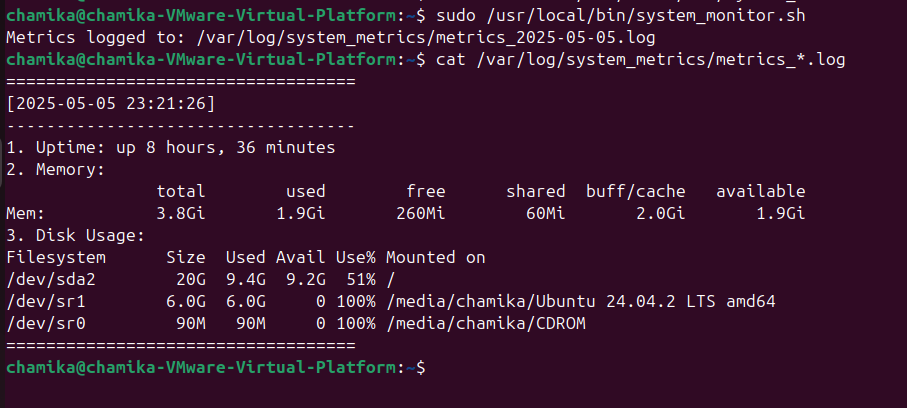 chamika@chamika-VMware-Virtual-Platform:~$ sudo /usr/local/bin/system_monitor.sh
Metrics logged to: /var/log/system_metrics/metrics_2025-05-05.log
chamika@chamika-VMware-Virtual-Platform:~$ cat /var/log/system_metrics/metrics_*.log
===================================
[2025-05-05 23:21:26]
-----------------------------------
1. Uptime: up 8 hours, 36 minutes
2. Memory:
               total        used        free      shared  buff/cache   available
Mem:           3.8Gi       1.9Gi       260Mi        60Mi       2.0Gi       1.9Gi
3. Disk Usage:
Filesystem      Size  Used Avail Use% Mounted on
/dev/sda2        20G  9.4G  9.2G  51% /
/dev/sr1        6.0G  6.0G     0 100% /media/chamika/Ubuntu 24.04.2 LTS amd64
/dev/sr0         90M   90M     0 100% /media/chamika/CDROM
===================================
chamika@chamika-VMware-Virtual-Platform:~$